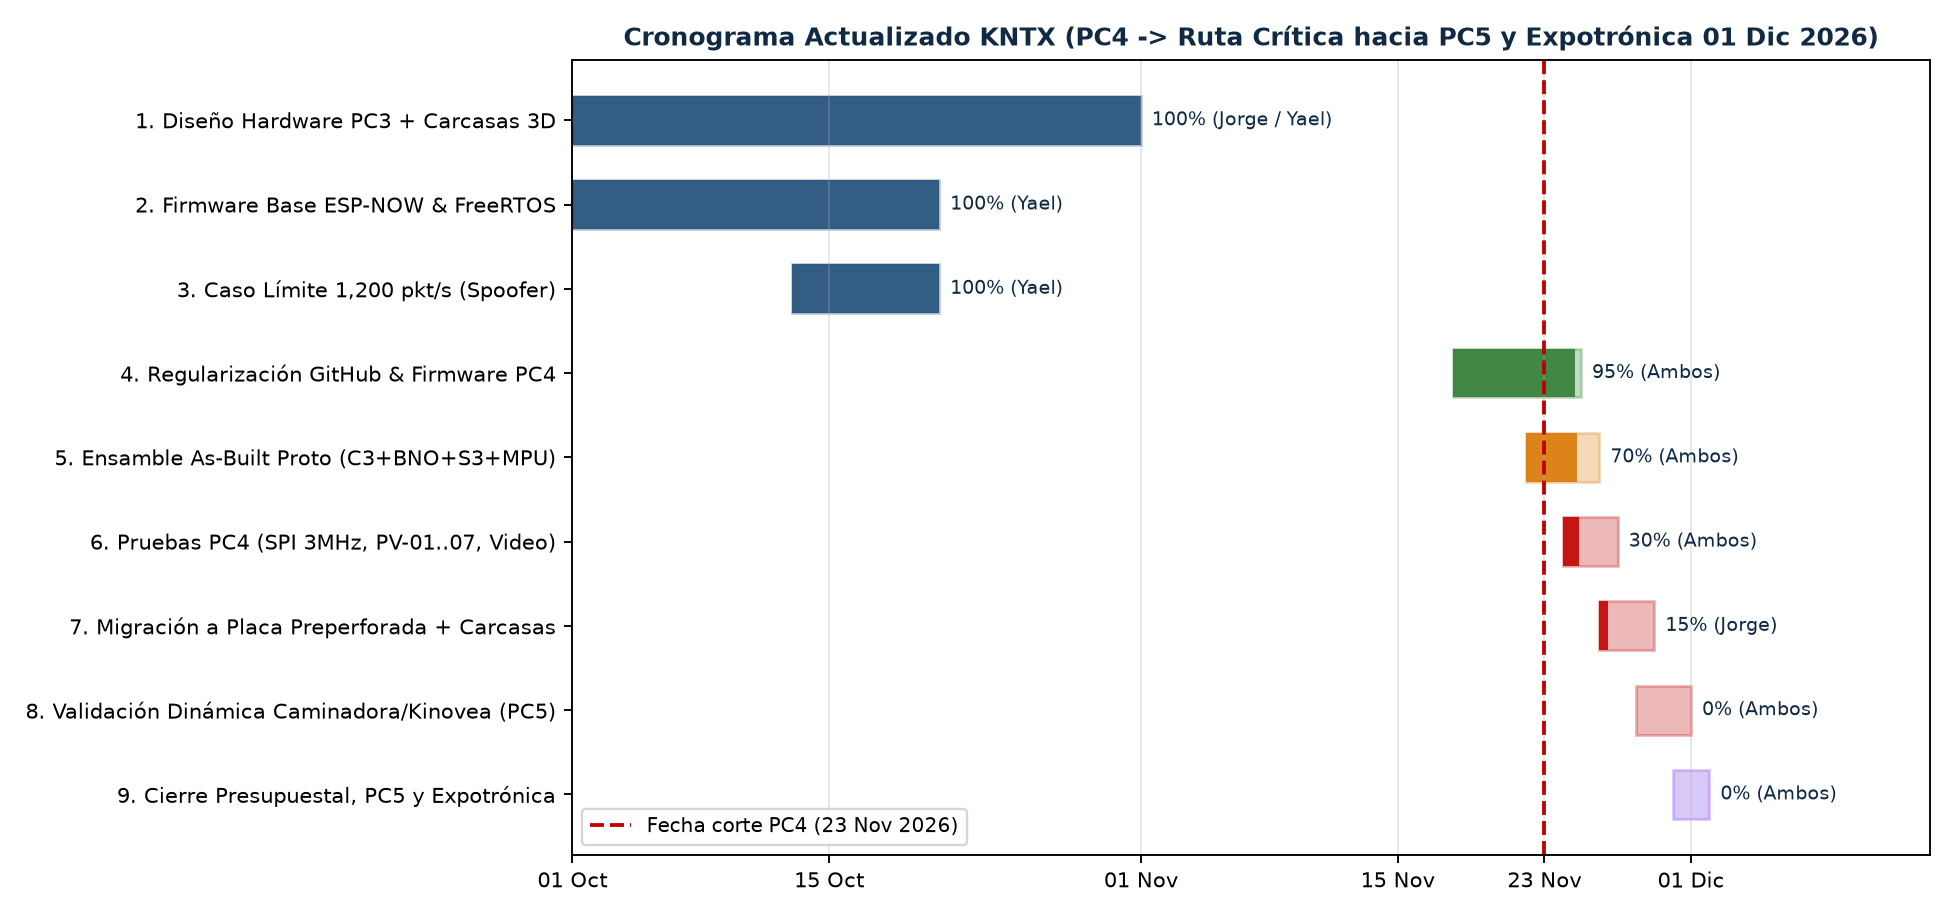 Cronograma Actualizado KNTX (PC4 -> Ruta Crítica hacia PC5 y Expotrónica 01 Dic 2026)
1. Diseño Hardware PC3 + Carcasas 3D
100% (Jorge / Yael)
2. Firmware Base ESP-NOW & FreeRTOS
100% (Yael)
3. Caso Límite 1,200 pkt/s (Spoofer)
100% (Yael)
4. Regularización GitHub & Firmware PC4
95% (Ambos)
5. Ensamble As-Built Proto (C3+BNO+S3+MPU)
70% (Ambos)
6. Pruebas PC4 (SPI 3MHz, PV-01..07, Video)
30% (Ambos)
7. Migración a Placa Preperforada + Carcasas
15% (Jorge)
8. Validación Dinámica Caminadora/Kinovea (PC5)
0% (Ambos)
9. Cierre Presupuestal, PC5 y Expotrónica
0% (Ambos)
Fecha corte PC4 (23 Nov 2026)
01 Oct
15 Oct
01 Nov
15 Nov
23 Nov
01 Dic